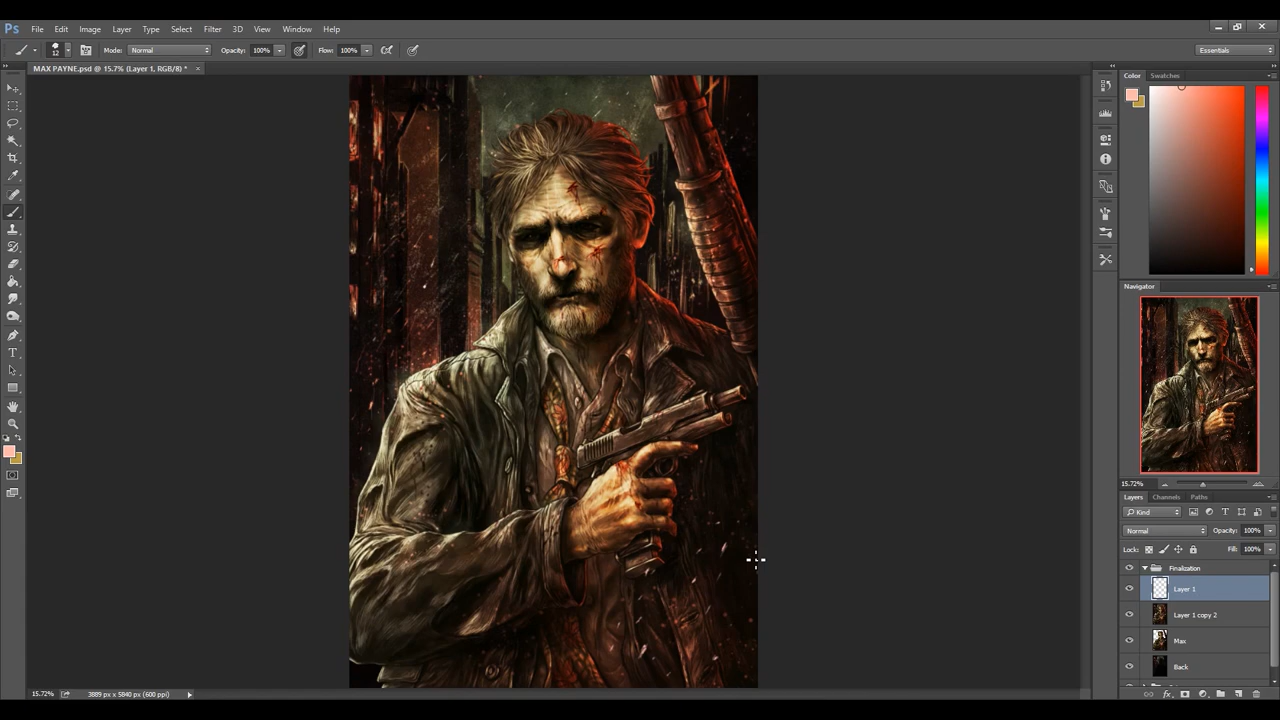 Ps File Edit Image Layer Type Select Filter 3D View Window Help
12 Mode: Normal Opacity: 100% Flow: 100% Essentials
MAX PAYNE.psd @ 15.7% (Layer 1, RGB/8) * ×
Color Swatches
Navigator
15.72%
Layers Channels Paths
Kind
Normal Opacity: 100%
Lock: Fill: 100%
Finalization
Layer 1
Layer 1 copy 2
Max
Back
15.72% 3889 px x 5840 px (600 ppi)